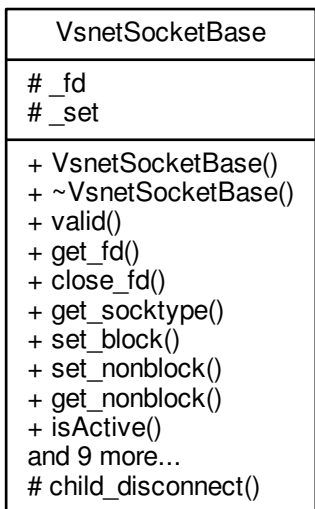 VsnetSocketBase
# _fd
# _set
+ VsnetSocketBase()
+ ~VsnetSocketBase()
+ valid()
+ get_fd()
+ close_fd()
+ get_socktype()
+ set_block()
+ set_nonblock()
+ get_nonblock()
+ isActive()
and 9 more...
# child_disconnect()